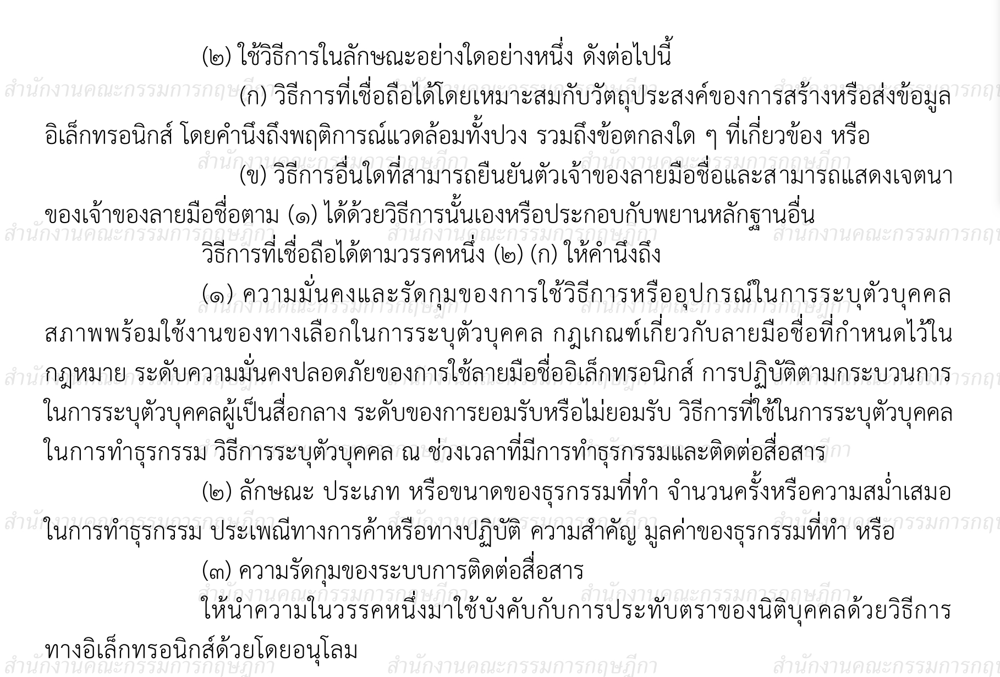 (๒) ใช้วิธีการในลักษณะอย่างใดอย่างหนึ่ง ดังต่อไปนี้
(ก) วิธีการที่เชื่อถือได้โดยเหมาะสมกับวัตถุประสงค์ของการสร้างหรือส่งข้อมูล
อิเล็กทรอนิกส์ โดยคำนึงถึงพฤติการณ์แวดล้อมทั้งปวง รวมถึงข้อตกลงใด ๆ ที่เกี่ยวข้อง หรือ
(ข) วิธีการอื่นใดที่สามารถยืนยันตัวเจ้าของลายมือชื่อและสามารถแสดงเจตนา
ของเจ้าของลายมือชื่อตาม (๑) ได้ด้วยวิธีการนั้นเองหรือประกอบกับพยานหลักฐานอื่น
วิธีการที่เชื่อถือได้ตามวรรคหนึ่ง (๒) (ก) ให้คำนึงถึง
(๑) ความมั่นคงและรัดกุมของการใช้วิธีการหรืออุปกรณ์ในการระบุตัวบุคคล
สภาพพร้อมใช้งานของทางเลือกในการระบุตัวบุคคล กฎเกณฑ์เกี่ยวกับลายมือชื่อที่กำหนดไว้ใน
กฎหมาย ระดับความมั่นคงปลอดภัยของการใช้ลายมือชื่ออิเล็กทรอนิกส์ การปฏิบัติตามกระบวนการ
ในการระบุตัวบุคคลผู้เป็นสื่อกลาง ระดับของการยอมรับหรือไม่ยอมรับ วิธีการที่ใช้ในการระบุตัวบุคคล
ในการทำธุรกรรม วิธีการระบุตัวบุคคล ณ ช่วงเวลาที่มีการทำธุรกรรมและติดต่อสื่อสาร
(๒) ลักษณะ ประเภท หรือขนาดของธุรกรรมที่ทำ จำนวนครั้งหรือความสม่ำเสมอ
ในการทำธุรกรรม ประเพณีทางการค้าหรือทางปฏิบัติ ความสำคัญ มูลค่าของธุรกรรมที่ทำ หรือ
(๓) ความรัดกุมของระบบการติดต่อสื่อสาร
ให้นำความในวรรคหนึ่งมาใช้บังคับกับการประทับตราของนิติบุคคลด้วยวิธีการ
ทางอิเล็กทรอนิกส์ด้วยโดยอนุโลม
สำนักงานคณะกรรมการกฤษฎีกา